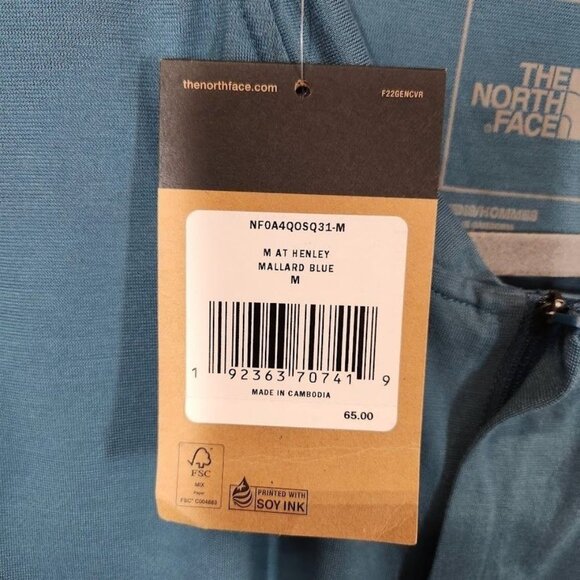 thenorthface.com
F22GENCVR
THE
NORTH
FACE
NF0A4QOSQ31-M
M AT HENLEY
MALLARD BLUE
M
1 92363 70741 9
MADE IN CAMBODIA
65.00
FSC
MIX
Paper
FSC® C004683
PRINTED WITH
SOY INK